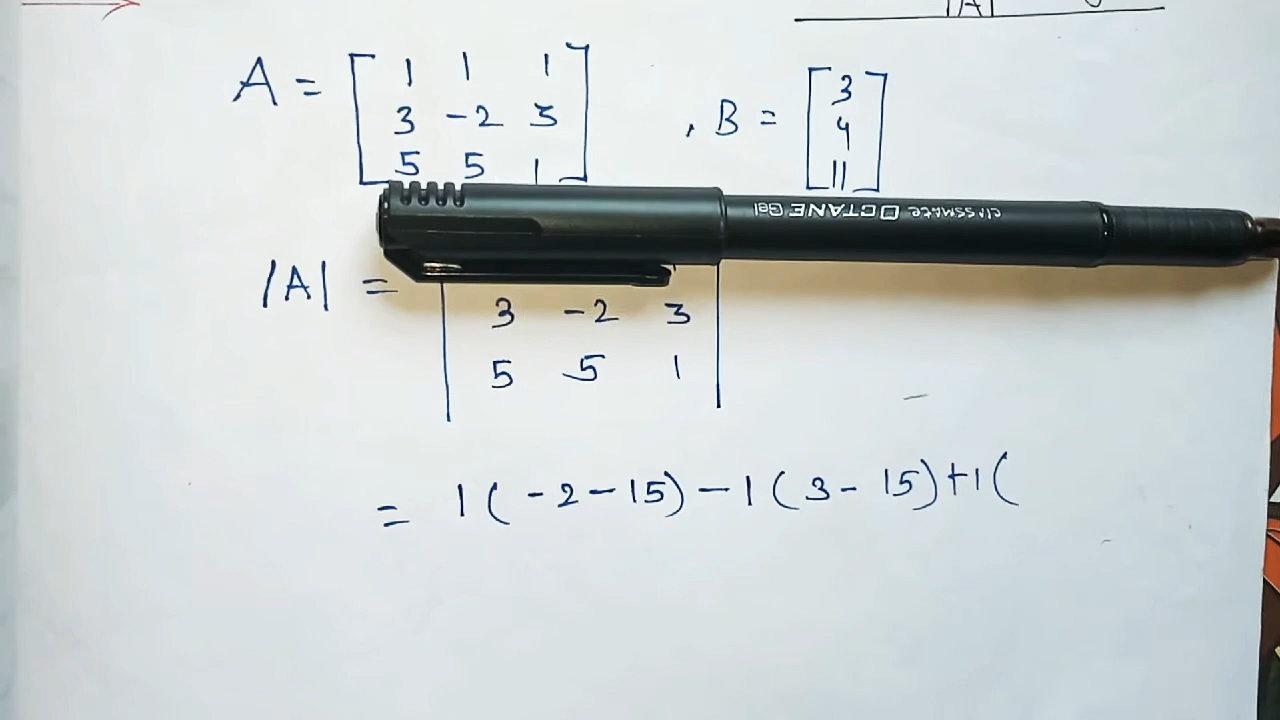 |A|
A = [ 1 1 1
3 -2 3
5 5 1 ] , B = [ 3
4
11 ]
classmate OCTANE Gel
|A| =
3 -2 3
5 5 1
= 1 ( -2 - 15) - 1 ( 3 - 15) +1 (